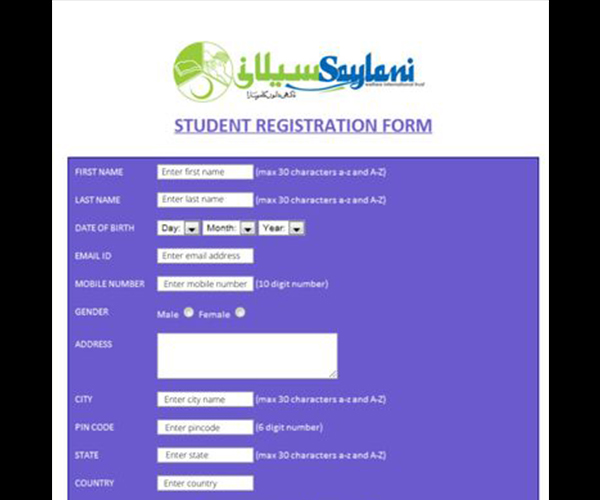 سیلانی Saylani
welfare international trust
STUDENT REGISTRATION FORM
FIRST NAME Enter first name (max 30 characters a-z and A-Z)
LAST NAME Enter last name (max 30 characters a-z and A-Z)
DATE OF BIRTH Day: Month: Year:
EMAIL ID Enter email address
MOBILE NUMBER Enter mobile number (10 digit number)
GENDER Male Female
ADDRESS
CITY Enter city name (max 30 characters a-z and A-Z)
PIN CODE Enter pincode (6 digit number)
STATE Enter state (max 30 characters a-z and A-Z)
COUNTRY Enter country